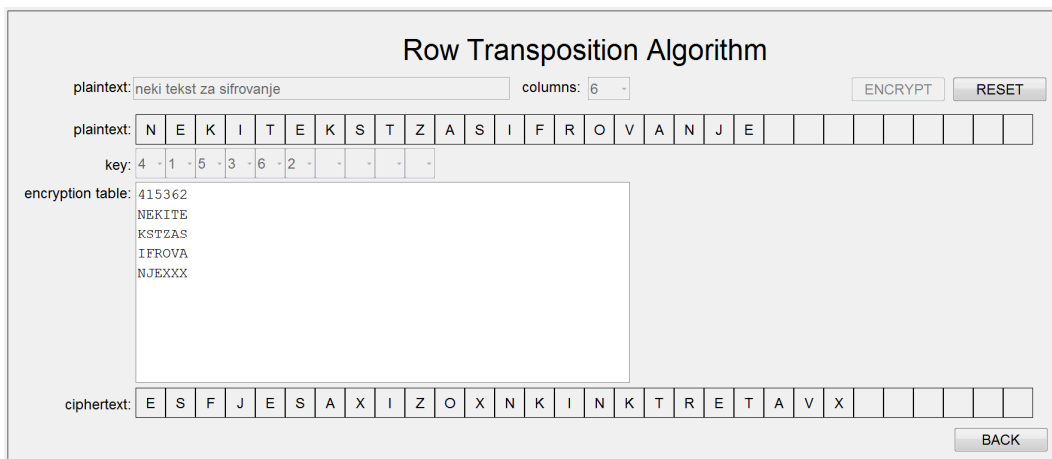 Row Transposition Algorithm
plaintext: neki tekst za sifrovanje columns: 6 ENCRYPT RESET
plaintext: N E K I T E K S T Z A S I F R O V A N J E
key: 4 1 5 3 6 2
encryption table: 415362
NEKITE
KSTZAS
IFROVA
NJEXXX
ciphertext: E S F J E S A X I Z O X N K I N K T R E T A V X
BACK